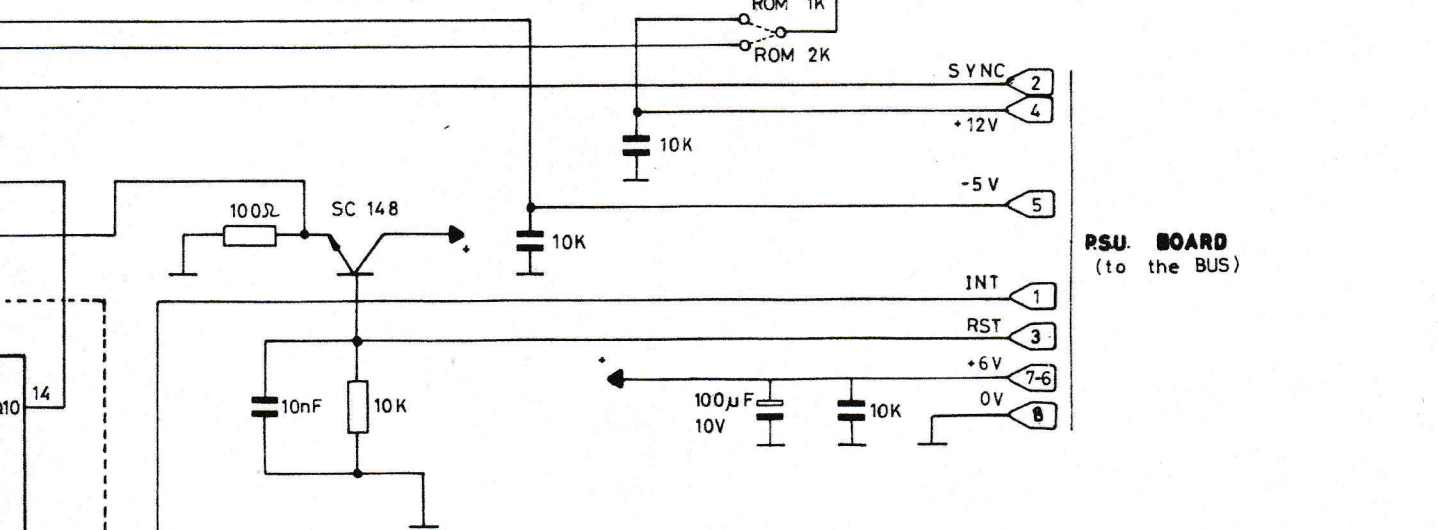 ROM 1K
ROM 2K
SYNC
2
4
+12V
10K
-5V
5
100Ω
SC 148
+
10K
P.S.U. BOARD
(to the BUS)
INT
1
RST
3
+
+6V
7-6
14
10
10nF
10K
100µF
10V
10K
0V
8